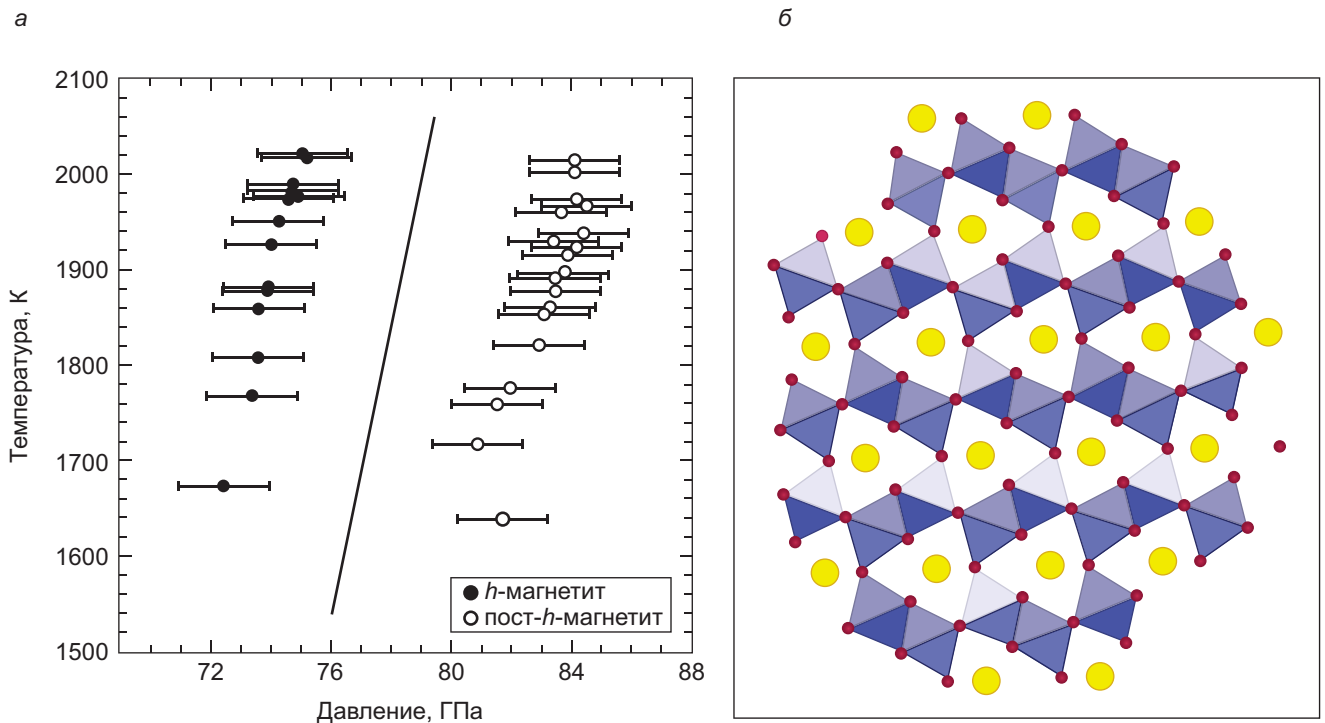 а
б
2100
2000
1900
1800
1700
1600
1500
Температура, К
h-магнетит
пост-h-магнетит
72
76
80
84
88
Давление, ГПа